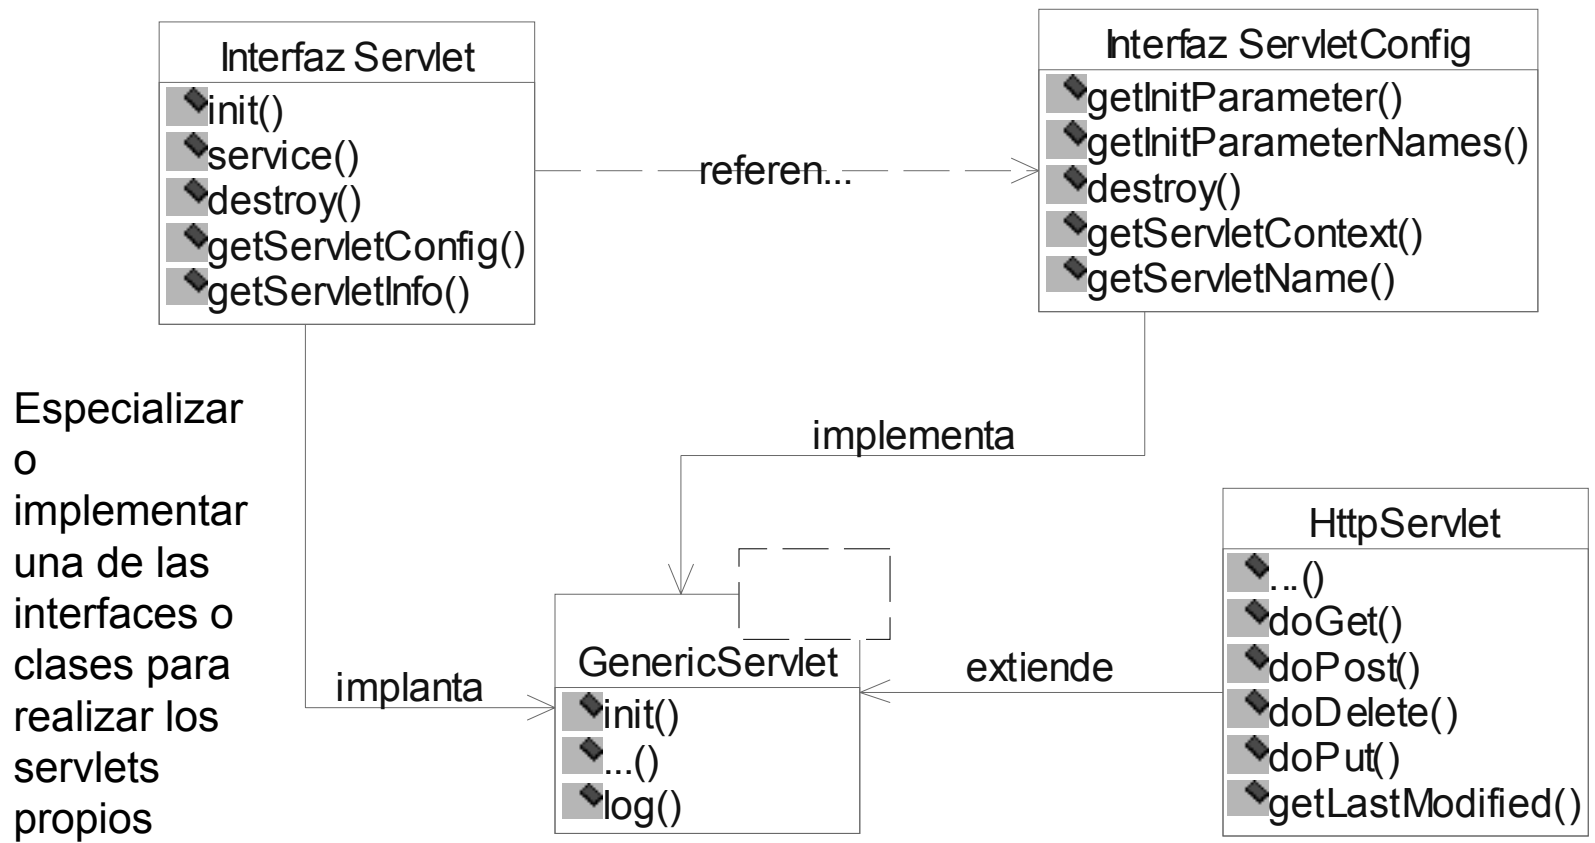 Interfaz Servlet
init()
service()
destroy()
getServletConfig()
getServletInfo()
referen...
Interfaz ServletConfig
getInitParameter()
getInitParameterNames()
destroy()
getServletContext()
getServletName()
Especializar
o
implementar
una de las
interfaces o
clases para
realizar los
servlets
propios
implementa
implanta
GenericServlet
init()
...()
log()
extiende
HttpServlet
...()
doGet()
doPost()
doDelete()
doPut()
getLastModified()